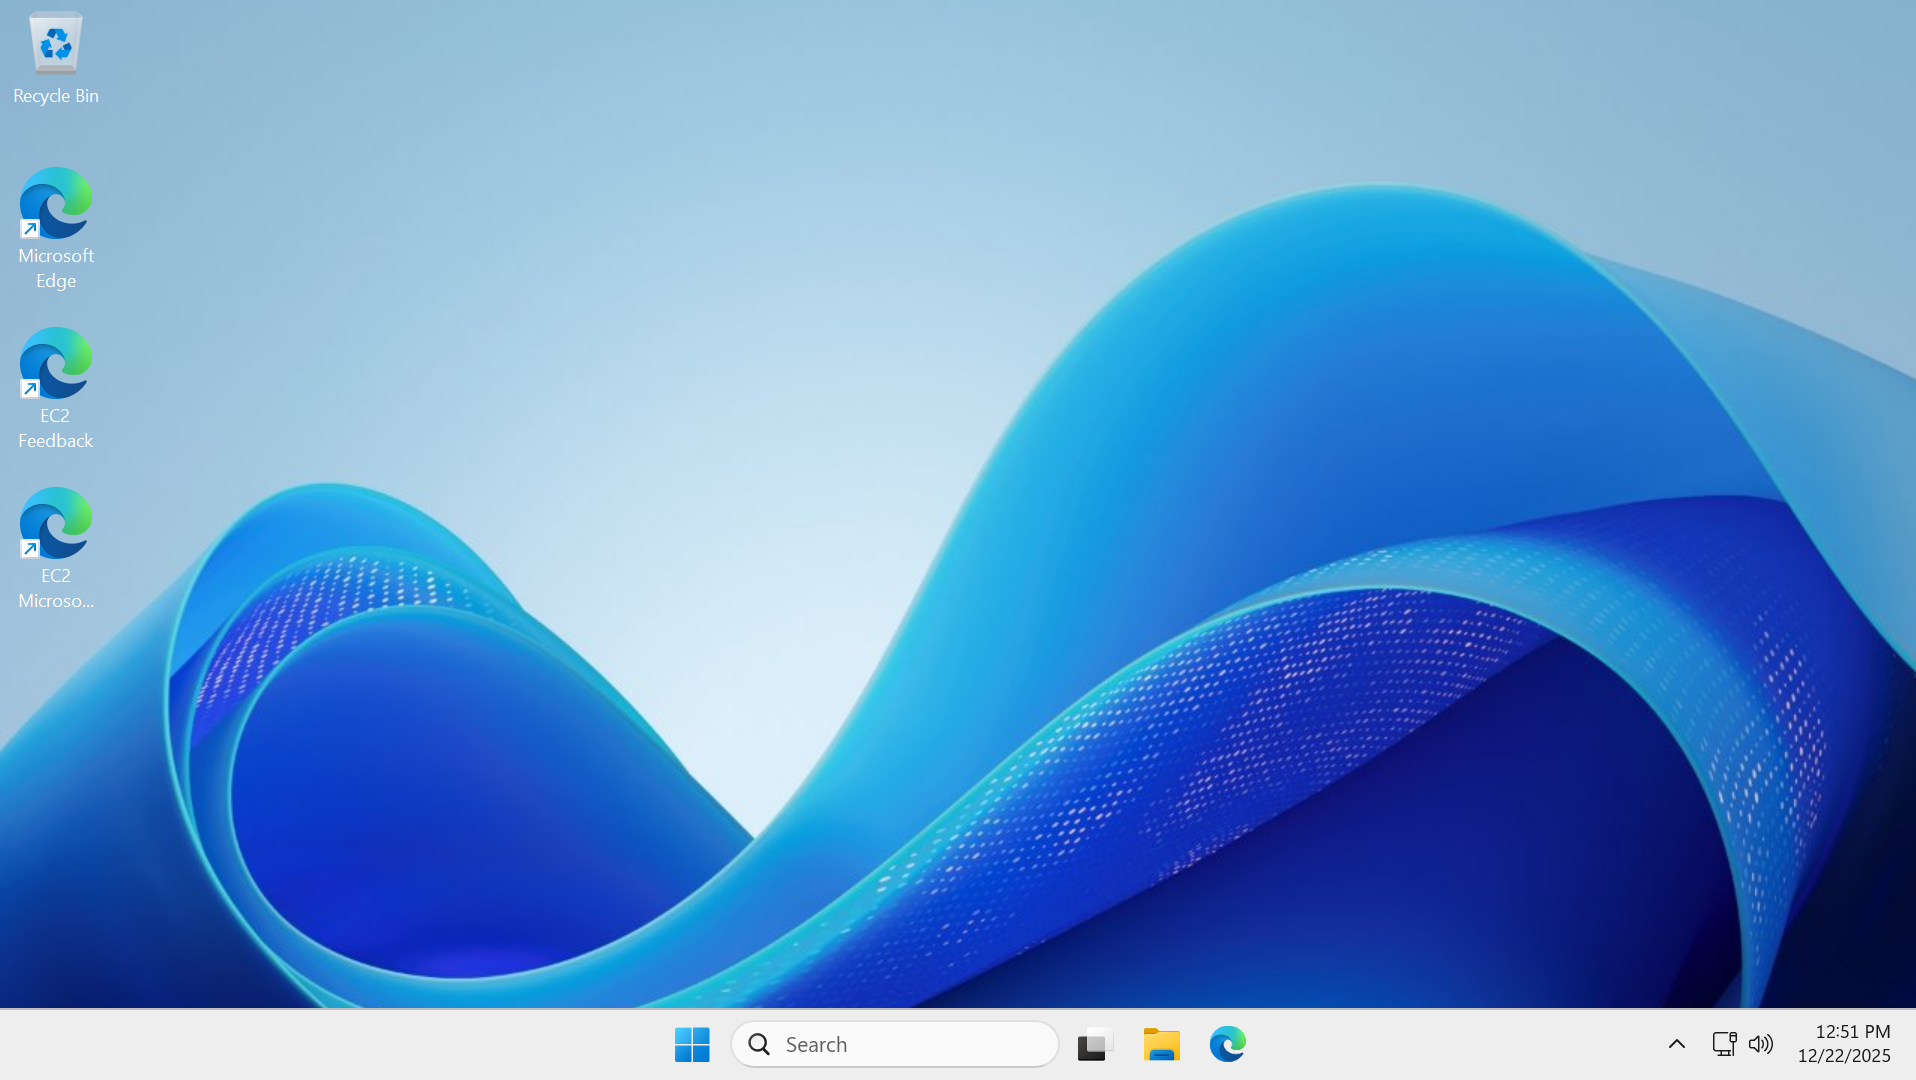 Recycle Bin
Microsoft
Edge
EC2
Feedback
EC2
Microso...
Search
12:51 PM
12/22/2025